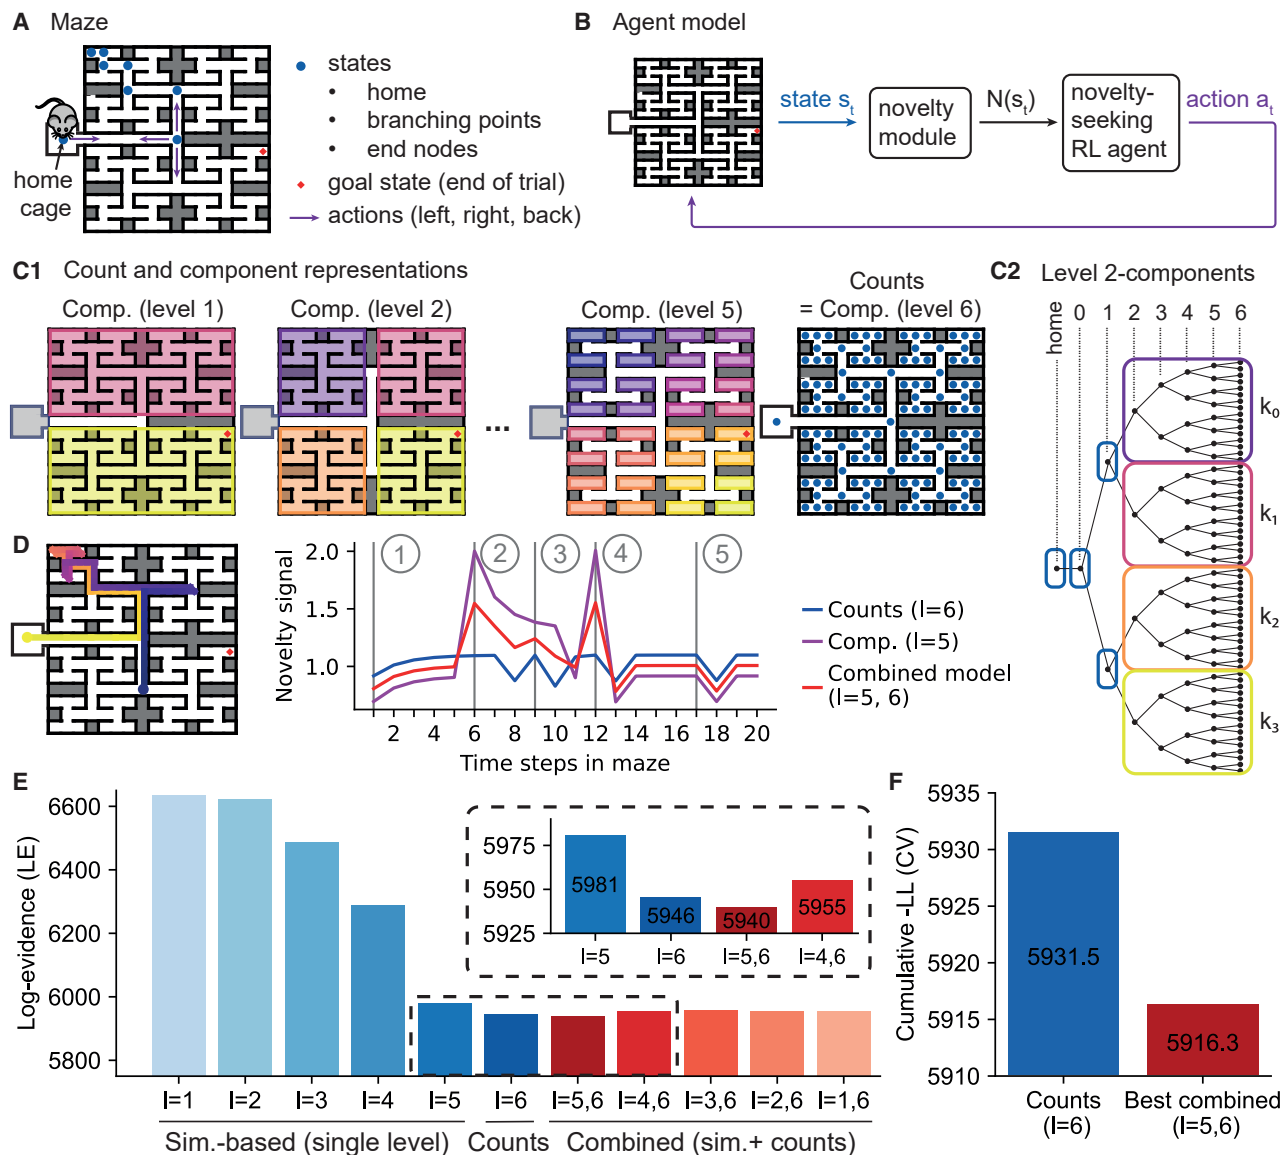 A Maze
states
home
branching points
end nodes
goal state (end of trial)
actions (left, right, back)
home
cage
B Agent model
state s_t
novelty
module
N(s_t)
novelty-
seeking
RL agent
action a_t
C1 Count and component representations
Comp. (level 1)
Comp. (level 2)
...
Comp. (level 5)
Counts
= Comp. (level 6)
C2 Level 2-components
home
0 1 2 3 4 5 6
k_0
k_1
k_2
k_3
D
Novelty signal
2.0
1.5
1.0
1 2 3 4 5
2 4 6 8 10 12 14 16 18 20
Time steps in maze
Counts (l=6)
Comp. (l=5)
Combined model
(l=5, 6)
E
Log-evidence (LE)
6600
6400
6200
6000
5800
l=1 l=2 l=3 l=4 l=5 l=6 l=5,6 l=4,6 l=3,6 l=2,6 l=1,6
Sim.-based (single level) Counts Combined (sim.+ counts)
5975
5950
5925
5981 5946 5940 5955
l=5 l=6 l=5,6 l=4,6
F
Cumulative -LL (CV)
5935
5930
5925
5920
5915
5910
5931.5
5916.3
Counts
(l=6)
Best combined
(l=5,6)